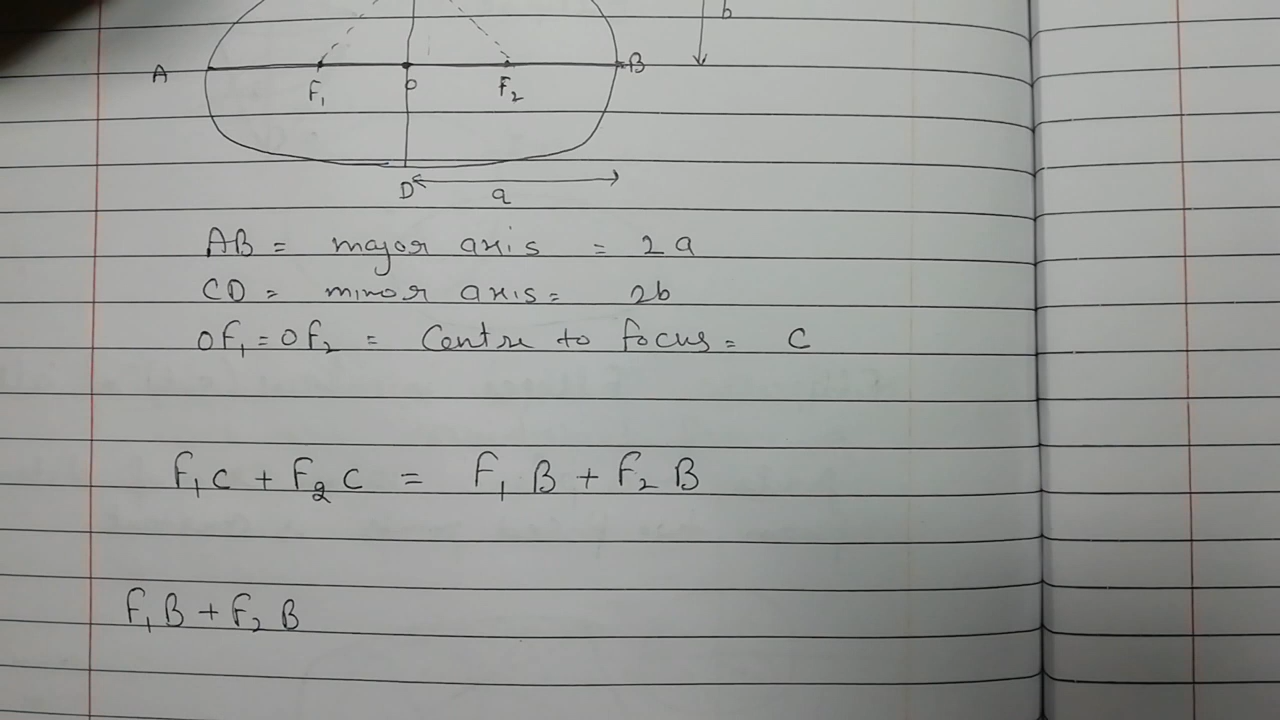 b
A B
F1 O F2
D a
AB = major axis = 2a
CD = minor axis = 2b
OF1 = OF2 = Centre to focus = C
F1C + F2C = F1B + F2B
F1B + F2B